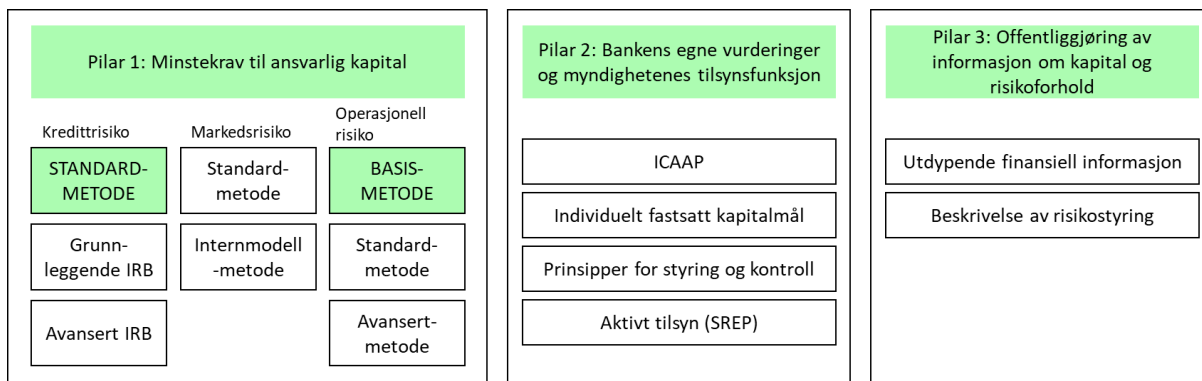 Pilar 1: Minstekrav til ansvarlig kapital
Kredittrisiko
STANDARD-
METODE
Grunn-
leggende IRB
Avansert IRB
Markedsrisiko
Standard-
metode
Internmodell
-metode
Operasjonell
risiko
BASIS-
METODE
Standard-
metode
Avansert-
metode
Pilar 2: Bankens egne vurderinger
og myndighetenes tilsynsfunksjon
ICAAP
Individuelt fastsatt kapitalmål
Prinsipper for styring og kontroll
Aktivt tilsyn (SREP)
Pilar 3: Offentliggjøring av
informasjon om kapital og
risikoforhold
Utdypende finansiell informasjon
Beskrivelse av risikostyring